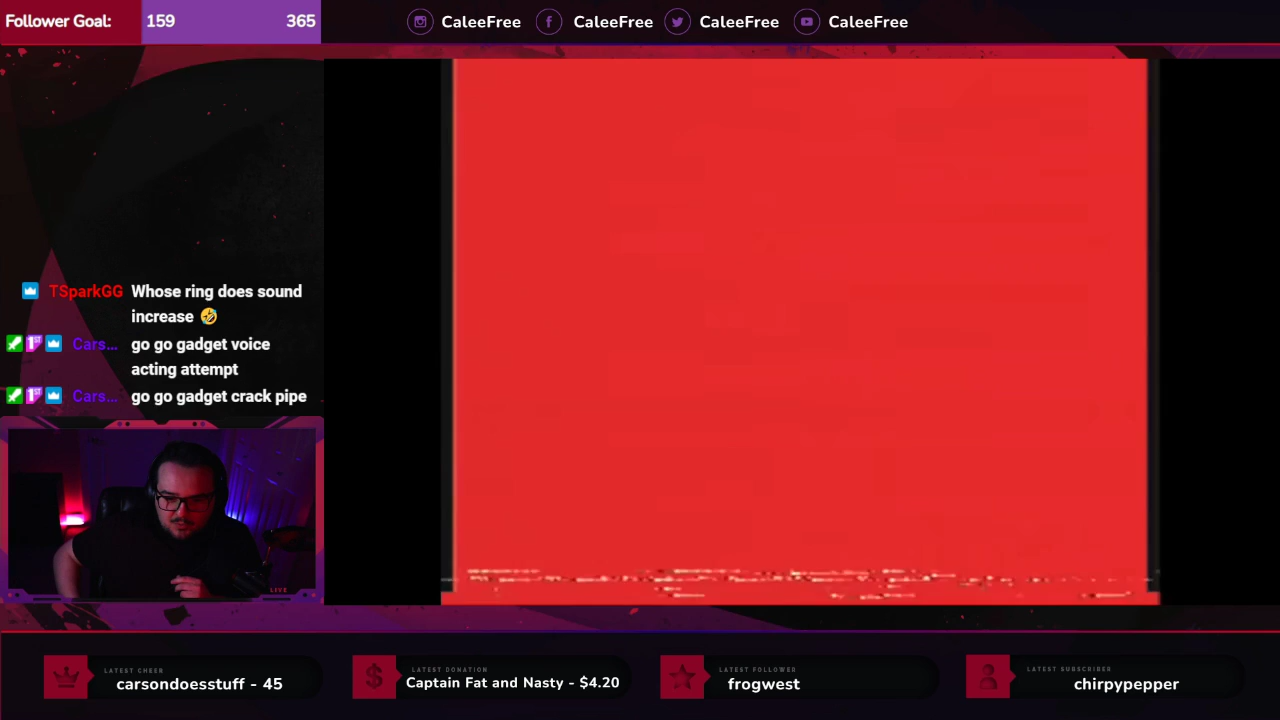 Follower Goal: 159 365
CaleeFree CaleeFree CaleeFree CaleeFree
TSparkGG Whose ring does sound
increase 🤣
Cars... go go gadget voice
acting attempt
Cars... go go gadget crack pipe
LIVE
LATEST CHEER
carsondoesstuff - 45
LATEST DONATION
Captain Fat and Nasty - $4.20
LATEST FOLLOWER
frogwest
LATEST SUBSCRIBER
chirpypepper